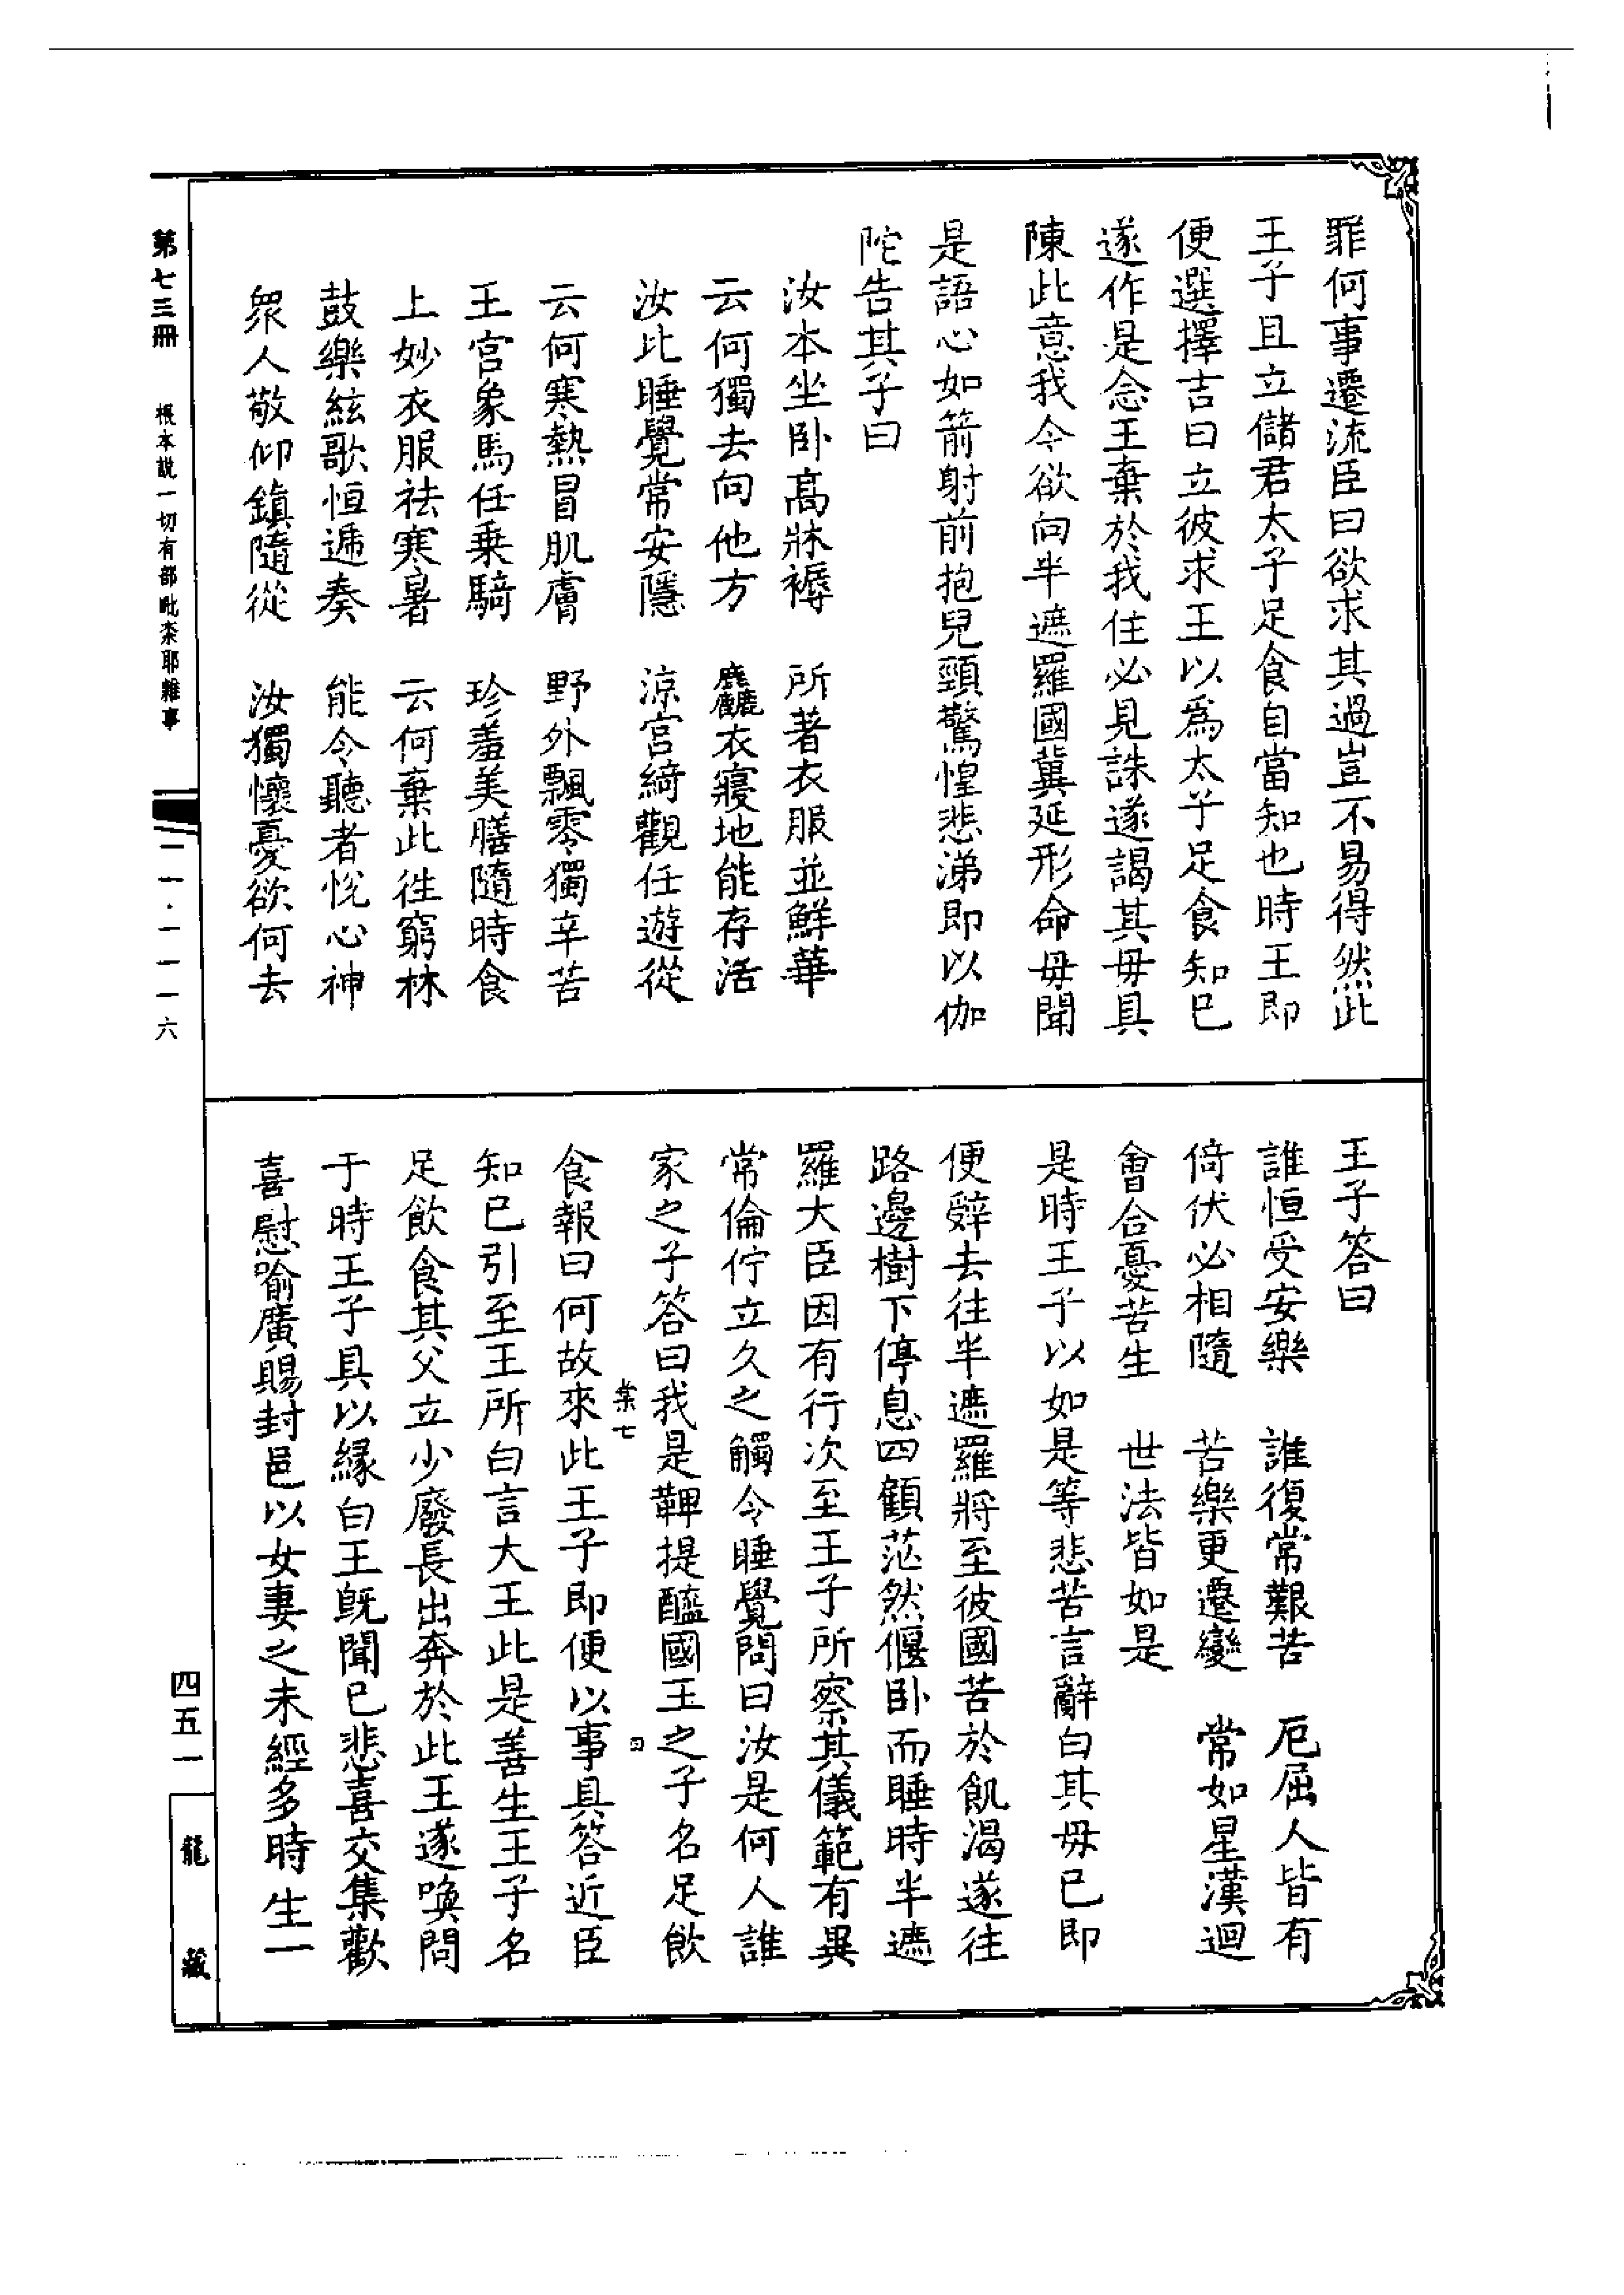 罪何事遷流臣曰欲求其過豈不易得然此
王子且立儲君太子足食自當知也時王即
便選擇吉日立彼求王以為太子足食知已
遂作是念王棄於我住必見誅遂謁其母具
陳此意我今欲向半遮羅國冀延形命母聞
是語心如箭射前抱兒頸驚惶悲涕即以伽
陀告其子曰
汝本坐卧高牀褥　所著衣服並鮮華
云何獨去向他方　麤衣寢地能存活
汝比睡覺常安隱　涼宮綺觀任遊從
云何寒熱冒肌膚　野外飄零獨辛苦
王宮象馬任乗騎　珍羞美膳隨時食
上妙衣服祛寒暑　云何棄此往窮林
鼓樂絃歌恒遞奏　能令聽者悅心神
眾人敬仰鎮隨從　汝獨懷憂欲何去
王子答曰
誰恒受安樂　誰復常艱苦　厄屈人皆有
倚伏必相隨　苦樂更遷變　常如星漢迴
會合憂苦生　世法皆如是
是時王子以如是等悲苦言辭白其母已即
便辤去往半遮羅將至彼國苦於飢渴遂往
路邊樹下停息四顧茫然偃卧而睡時半遮
羅大臣因有行次至王子所察其儀範有異
常倫佇立久之觸令睡覺問曰汝是何人誰
家之子答曰我是鞞提醯國王之子名足飲
食報曰何故來此王子即便以事具答近臣
知已引至王所白言大王此是善生王子名
足飲食其父立少廢長出奔於此王遂喚問
于時王子具以緣白王既聞已悲喜交集歡
喜慰喻廣賜封邑以女妻之未經多時生一
棠七
第七三冊　根本說一切有部毗奈耶雜事
一一一·一一一六
四五一
龍藏